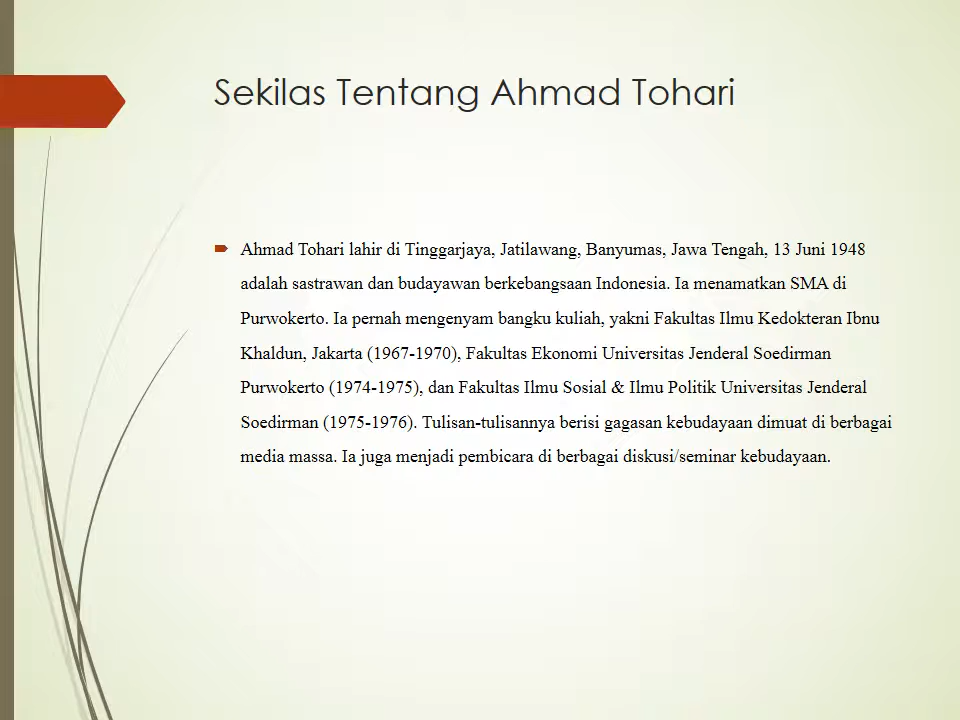 Sekilas Tentang Ahmad Tohari
Ahmad Tohari lahir di Tinggarjaya, Jatilawang, Banyumas, Jawa Tengah, 13 Juni 1948
adalah sastrawan dan budayawan berkebangsaan Indonesia. Ia menamatkan SMA di
Purwokerto. Ia pernah mengenyam bangku kuliah, yakni Fakultas Ilmu Kedokteran Ibnu
Khaldun, Jakarta (1967-1970), Fakultas Ekonomi Universitas Jenderal Soedirman
Purwokerto (1974-1975), dan Fakultas Ilmu Sosial & Ilmu Politik Universitas Jenderal
Soedirman (1975-1976). Tulisan-tulisannya berisi gagasan kebudayaan dimuat di berbagai
media massa. Ia juga menjadi pembicara di berbagai diskusi/seminar kebudayaan.